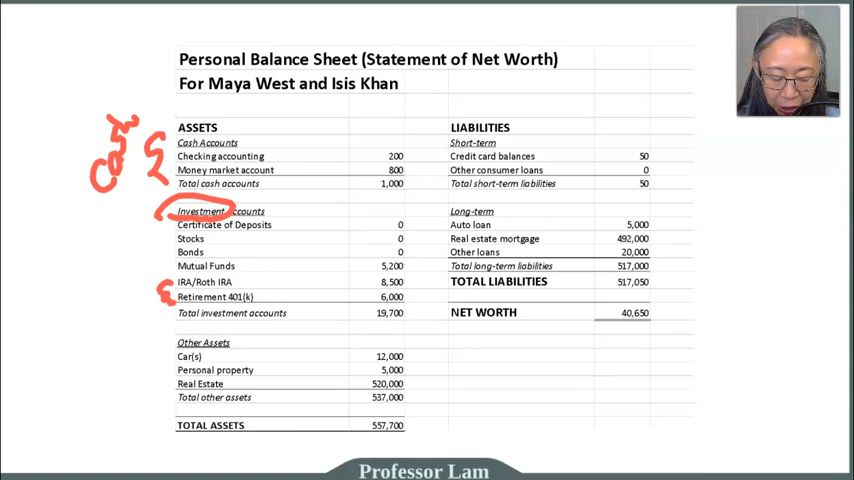 Personal Balance Sheet (Statement of Net Worth)
For Maya West and Isis Khan
Cash
ASSETS
Cash Accounts
Checking accounting 200
Money market account 800
Total cash accounts 1,000
Investment accounts
Certificate of Deposits 0
Stocks 0
Bonds 0
Mutual Funds 5,200
IRA/Roth IRA 8,500
Retirement 401(k) 6,000
Total investment accounts 19,700
Other Assets
Car(s) 12,000
Personal property 5,000
Real Estate 520,000
Total other assets 537,000
TOTAL ASSETS 557,700
LIABILITIES
Short-term
Credit card balances 50
Other consumer loans 0
Total short-term liabilities 50
Long-term
Auto loan 5,000
Real estate mortgage 492,000
Other loans 20,000
Total long-term liabilities 517,000
TOTAL LIABILITIES 517,050
NET WORTH 40,650
Professor Lam